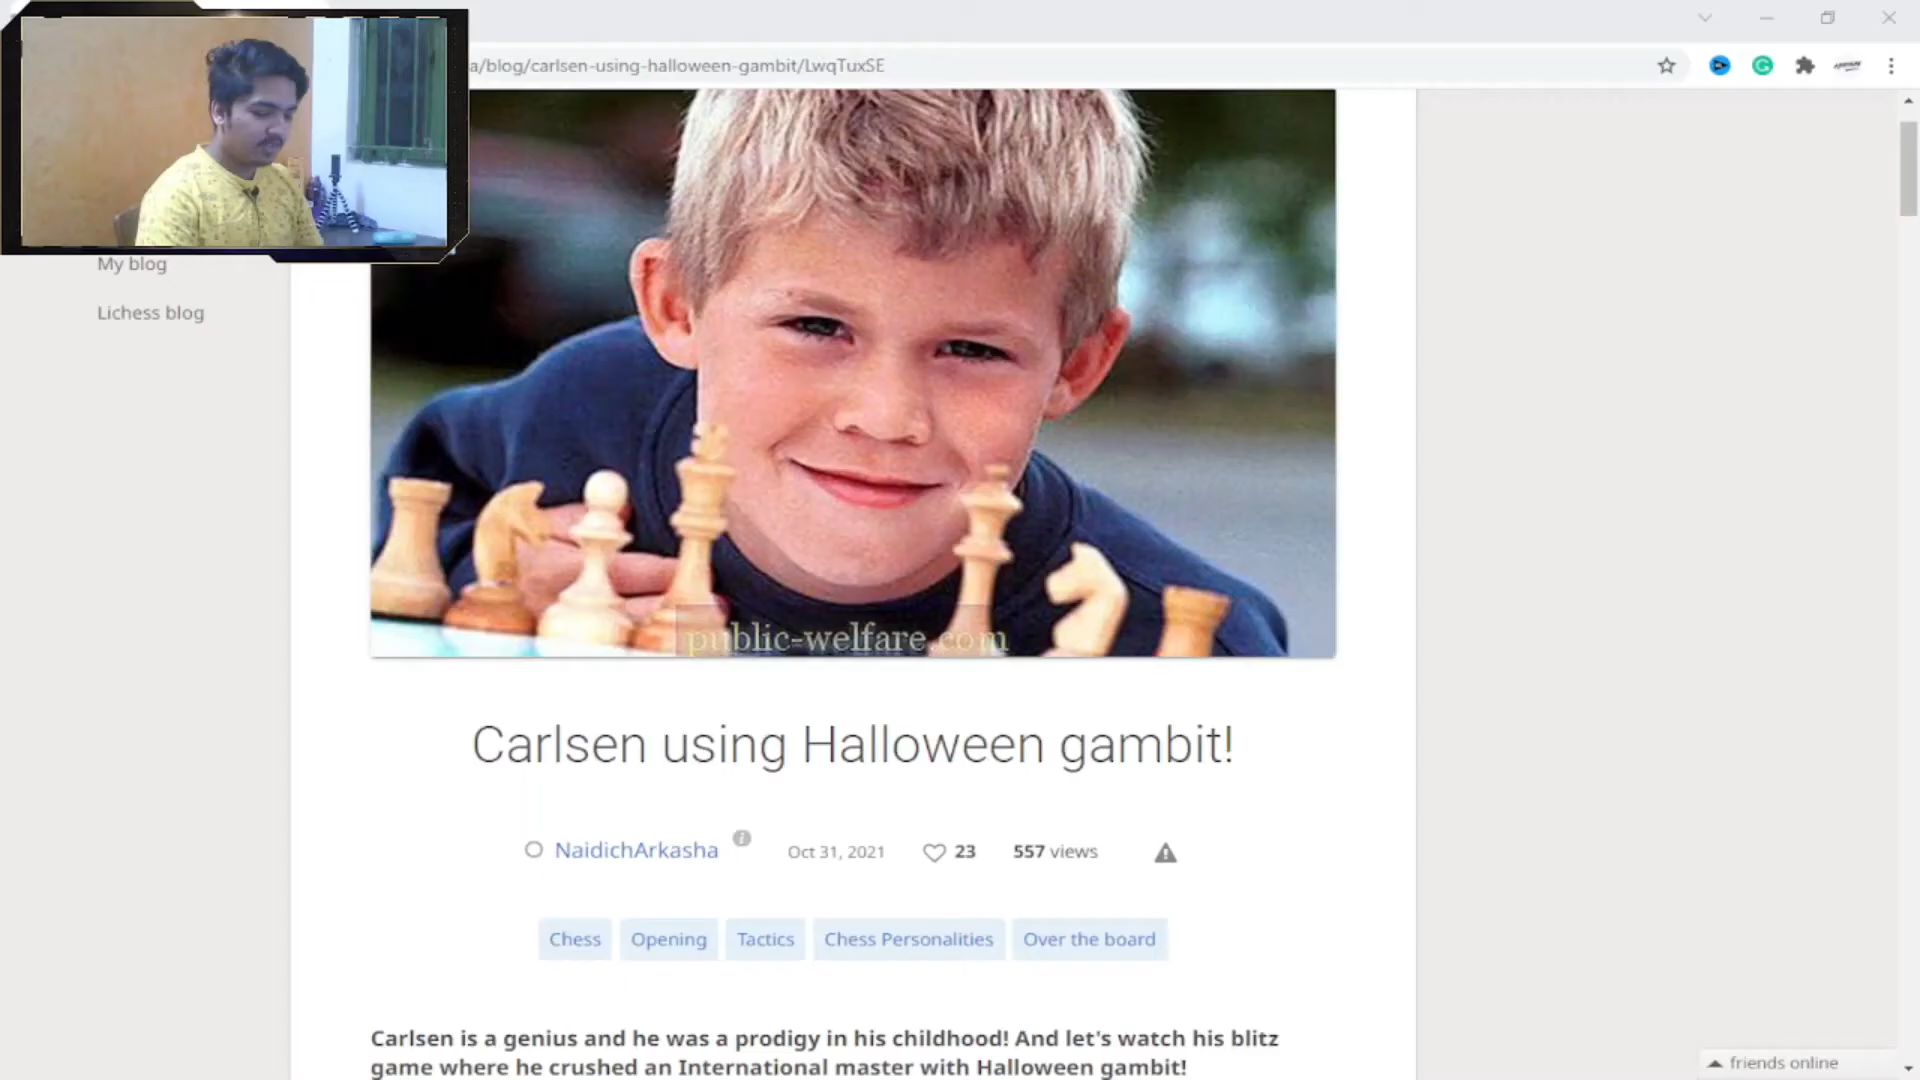 a/blog/carlsen-using-halloween-gambit/LwqTuxSE
My blog
Lichess blog
public-welfare.com
Carlsen using Halloween gambit!
NaidichArkasha Oct 31, 2021 23 557 views
Chess Opening Tactics Chess Personalities Over the board
Carlsen is a genius and he was a prodigy in his childhood! And let's watch his blitz
game where he crushed an International master with Halloween gambit!
friends online